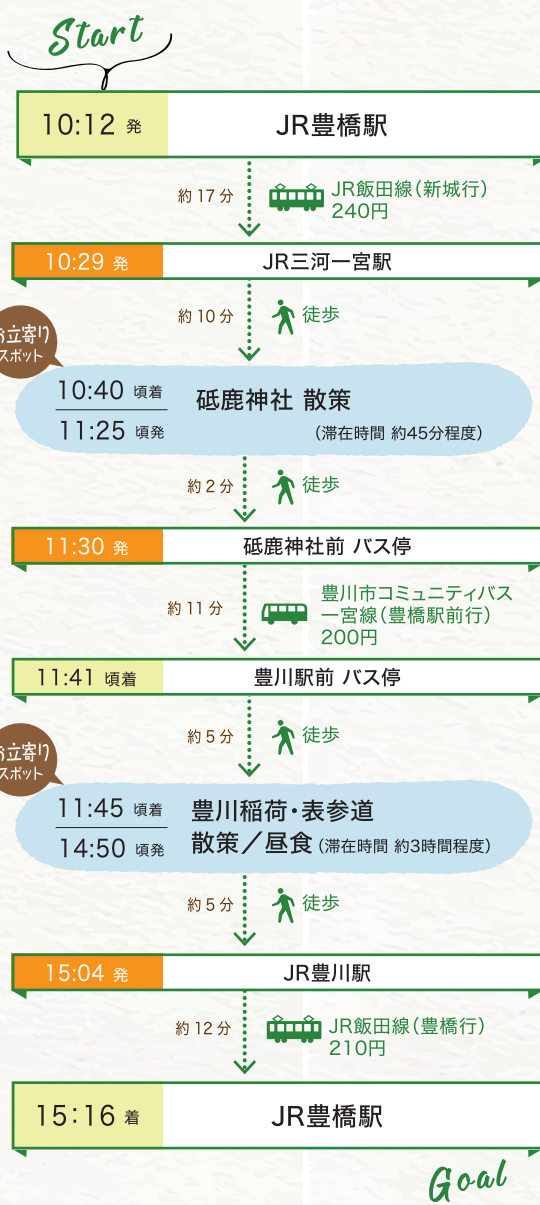 Start
10:12 発 JR豊橋駅
約17分 JR飯田線(新城行)
240円
10:29 発 JR三河一宮駅
約10分 徒歩
お立寄り
スポット
10:40 頃着
11:25 頃発
砥鹿神社 散策
(滞在時間 約45分程度)
約2分 徒歩
11:30 発 砥鹿神社前 バス停
約11分
豊川市コミュニティバス
一宮線(豊橋駅前行)
200円
11:41 頃着 豊川駅前 バス停
約5分 徒歩
お立寄り
スポット
11:45 頃着
14:50 頃発
豊川稲荷・表参道
散策/昼食(滞在時間 約3時間程度)
約5分 徒歩
15:04 発 JR豊川駅
約12分 JR飯田線(豊橋行)
210円
15:16 着 JR豊橋駅
Goal